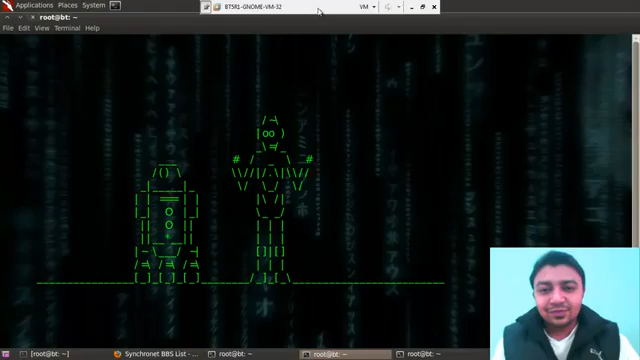 Applications Places System
BT5R1-GNOME-VM-32
VM
root@bt: ~
File Edit View Terminal Help
[root@bt: ~]
Synchronet BBS List - ...
root@bt: ~
root@bt: ~
root@bt: ~